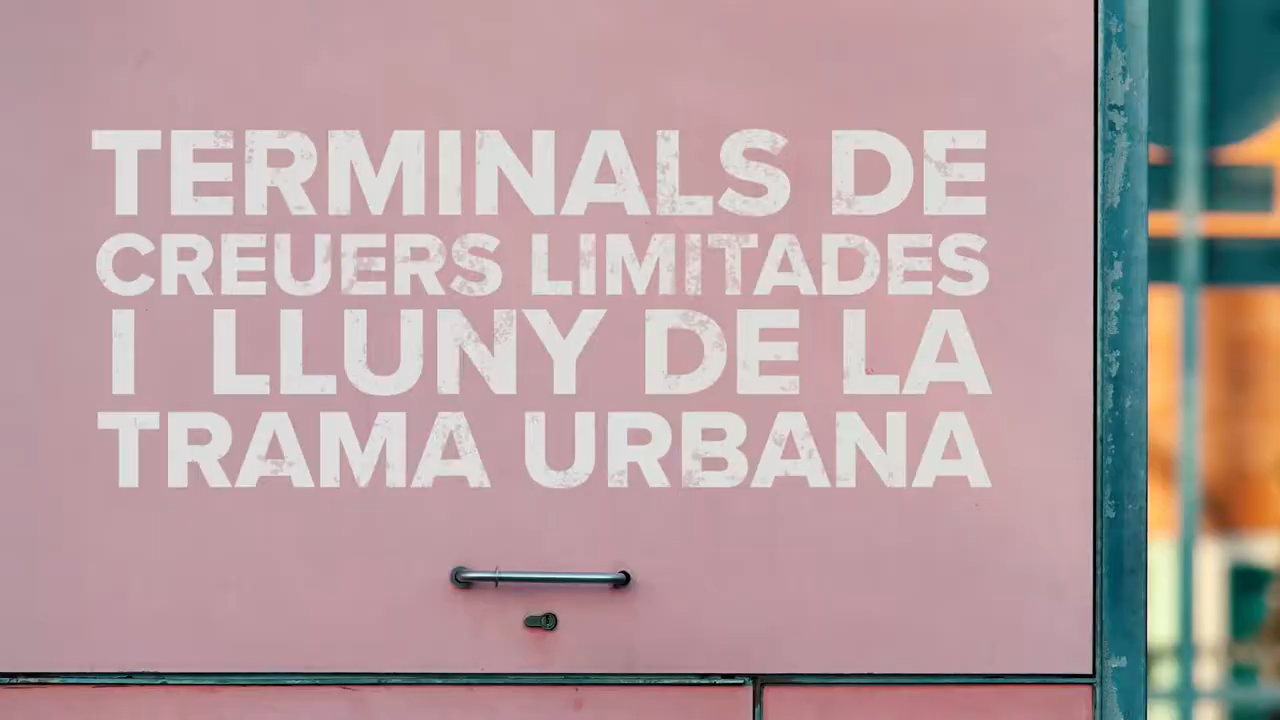 TERMINALS DE
CREUERS LIMITADES
I LLUNY DE LA
TRAMA URBANA